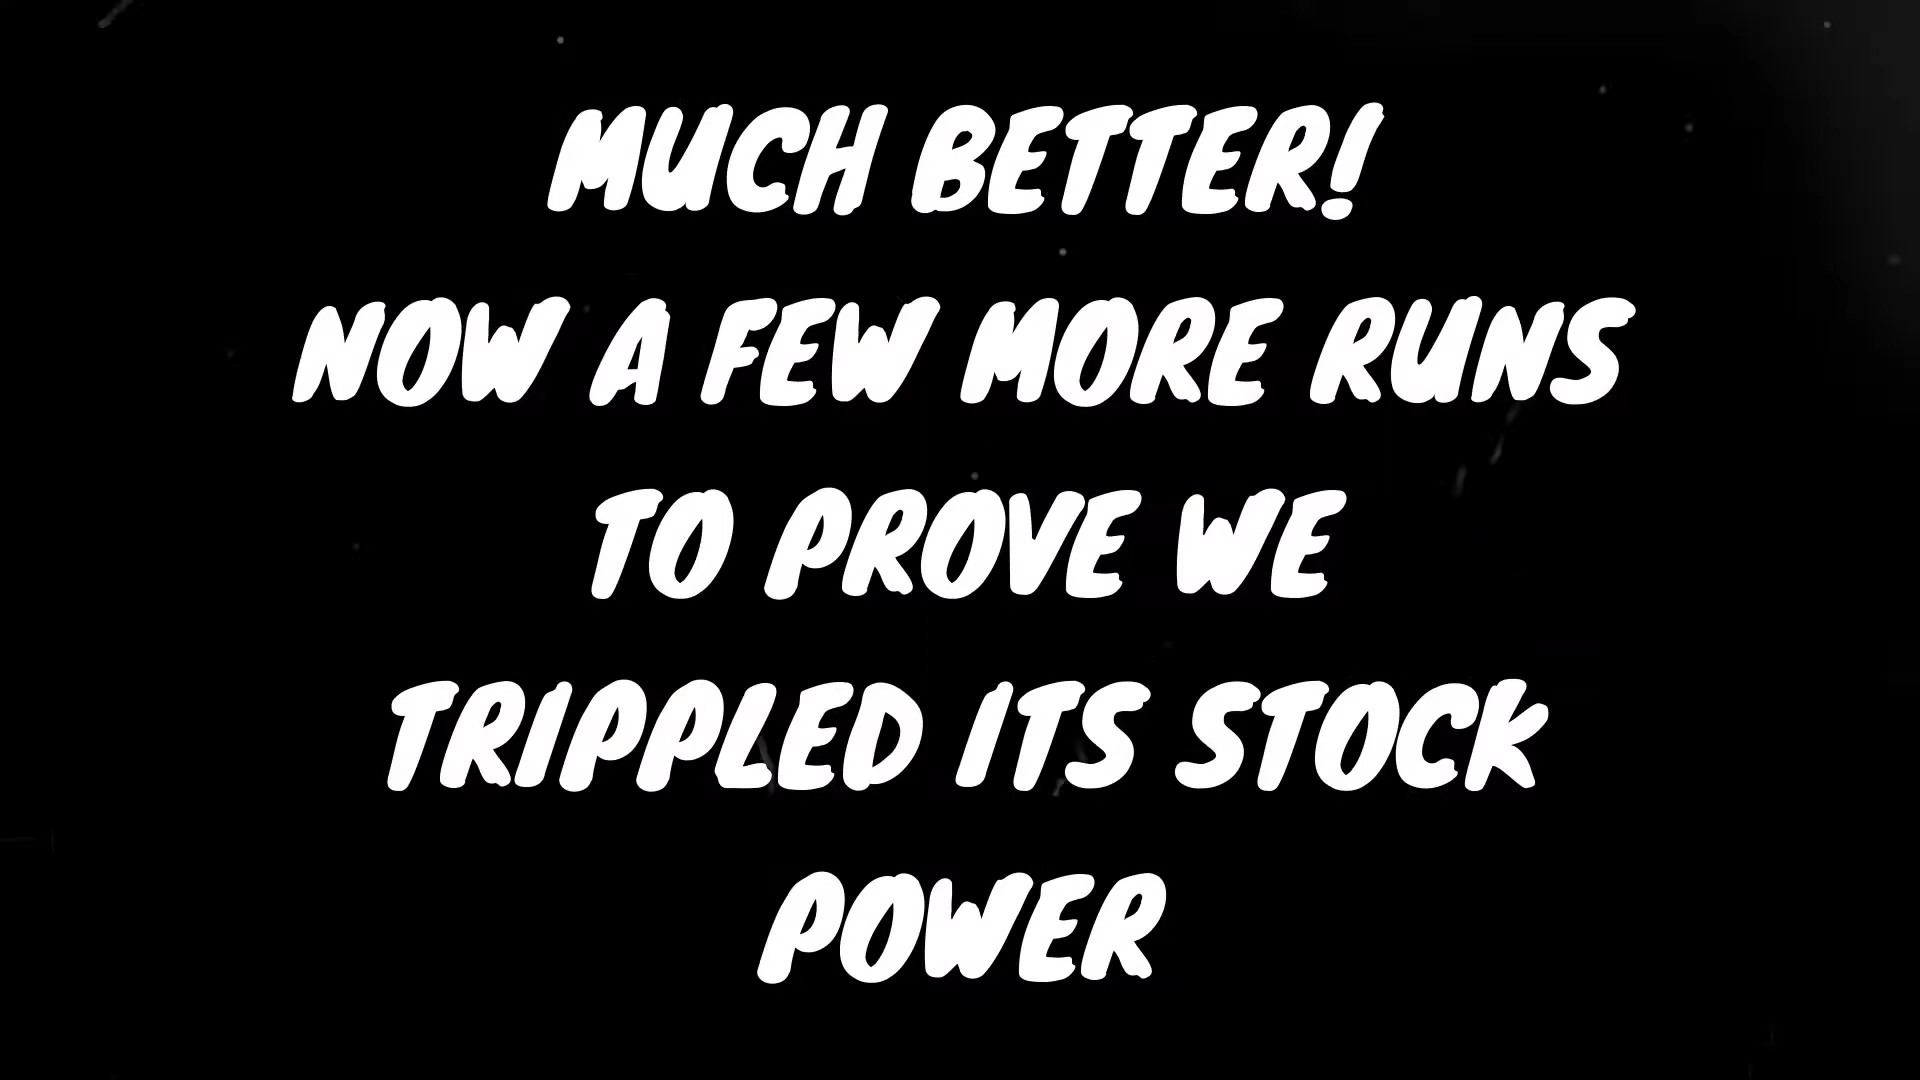 MUCH BETTER!
NOW A FEW MORE RUNS
TO PROVE WE
TRIPPLED ITS STOCK
POWER